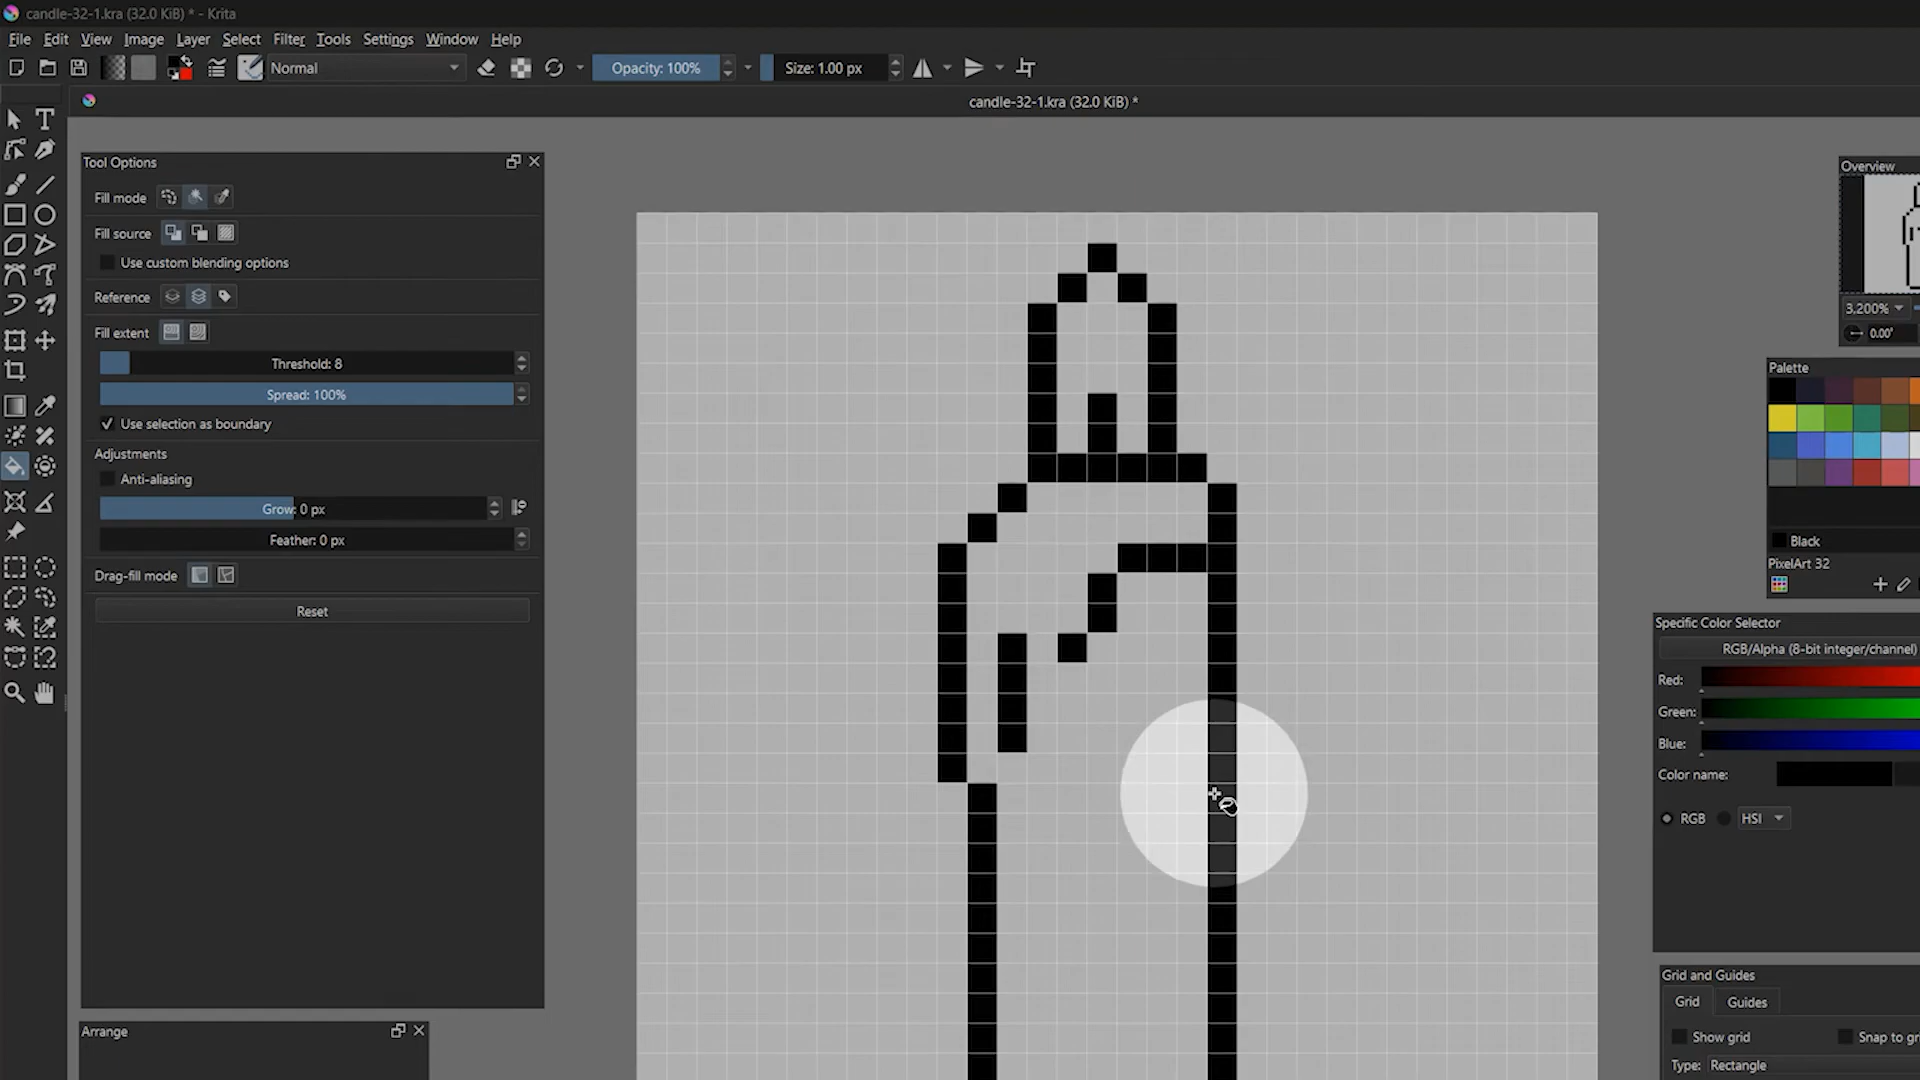 candle-32-1.kra (32.0 KiB) * - Krita
File Edit View Image Layer Select Filter Tools Settings Window Help
Normal
Opacity: 100%
Size: 1.00 px
candle-32-1.kra (32.0 KiB) *
Tool Options
Fill mode
Fill source
Use custom blending options
Reference
Fill extent
Threshold: 8
Spread: 100%
Use selection as boundary
Adjustments
Anti-aliasing
Grow: 0 px
Feather: 0 px
Drag-fill mode
Reset
Arrange
Overview
3,200%
0.00°
Palette
Black
PixelArt 32
Specific Color Selector
RGB/Alpha (8-bit integer/channel)
Red:
Green:
Blue:
Color name:
RGB HSI
Grid and Guides
Grid Guides
Show grid Snap to gr
Type: Rectangle